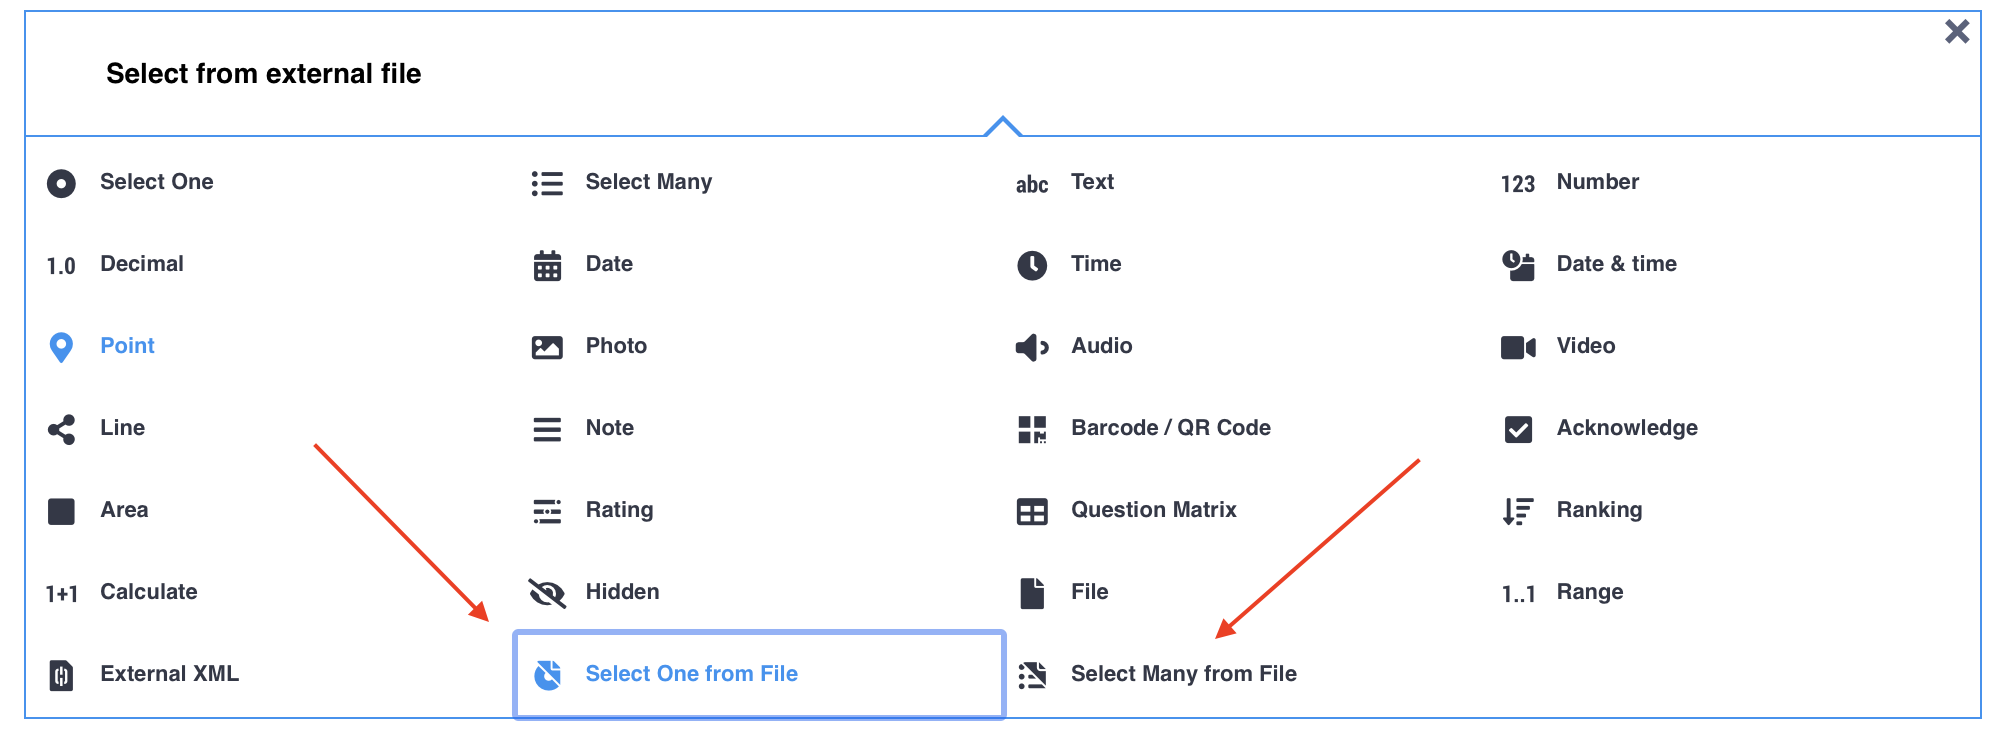 Select from external file
Select One
Select Many
abc Text
123 Number
1.0 Decimal
Date
Time
Date & time
Point
Photo
Audio
Video
Line
Note
Barcode / QR Code
Acknowledge
Area
Rating
Question Matrix
Ranking
1+1 Calculate
Hidden
File
1..1 Range
External XML
Select One from File
Select Many from File